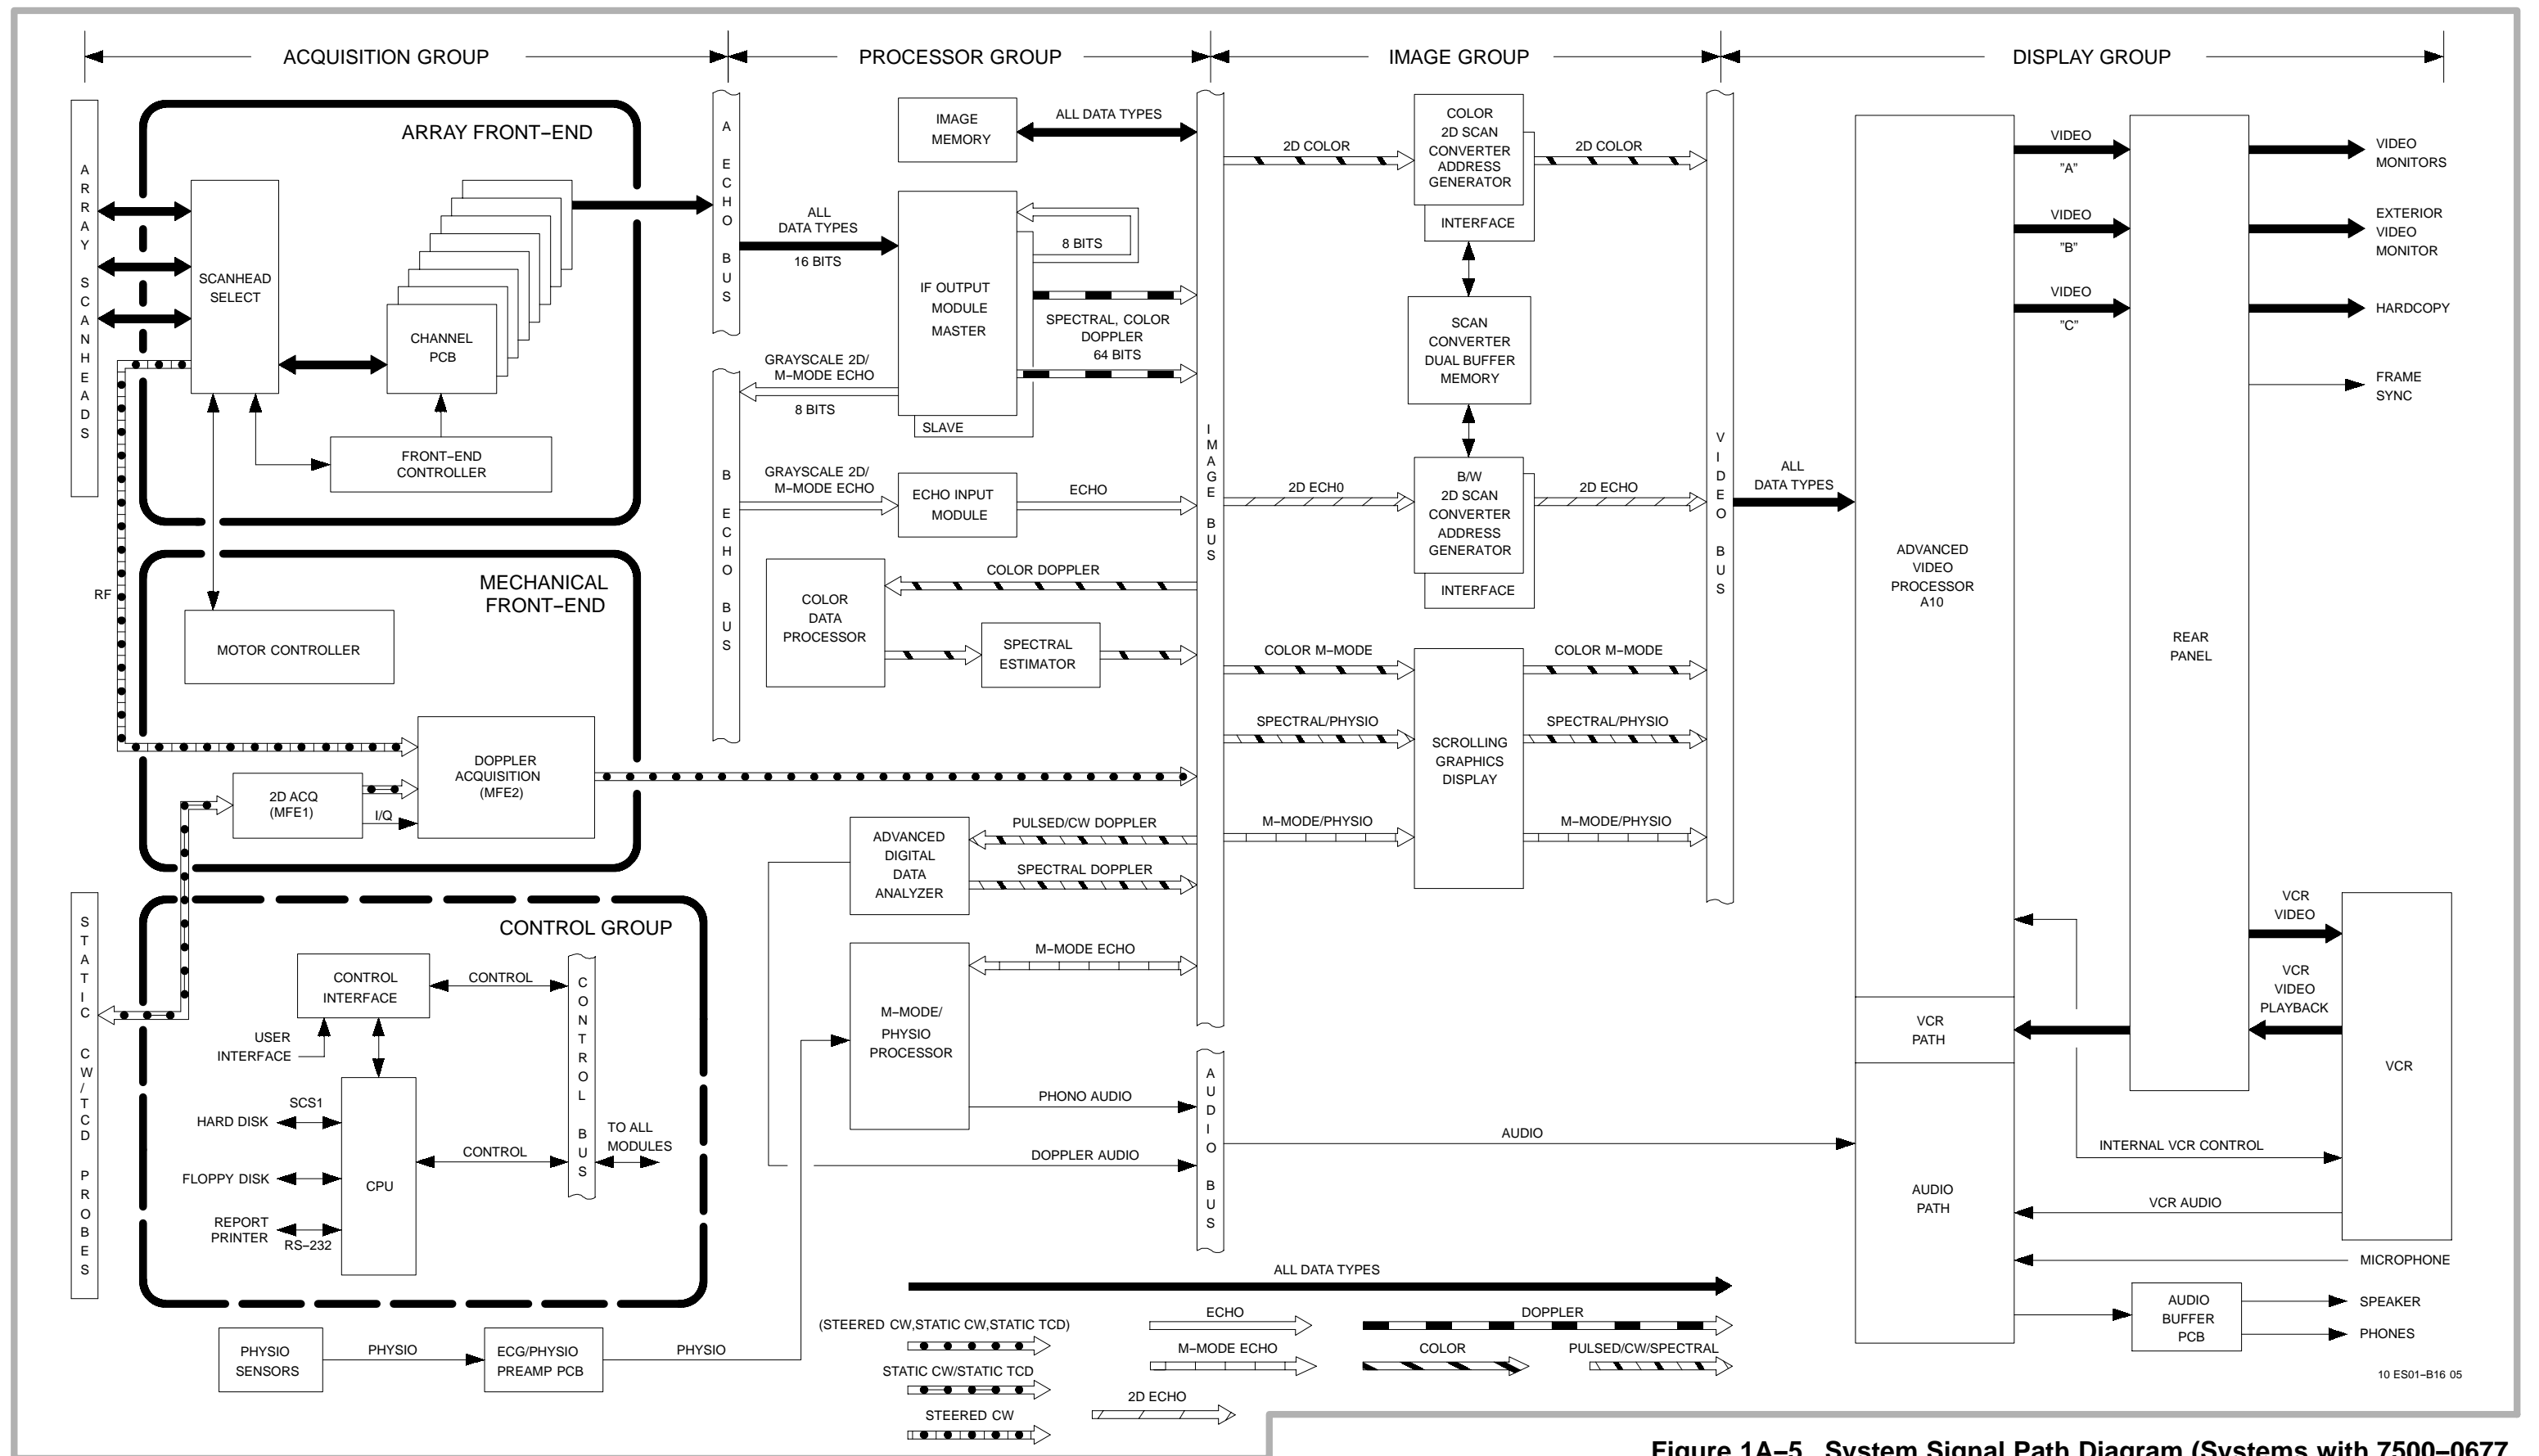 ACQUISITION GROUP
PROCESSOR GROUP
IMAGE GROUP
DISPLAY GROUP
ARRAY SCANHEADS
ARRAY FRONT–END
SCANHEAD
SELECT
CHANNEL
PCB
FRONT–END
CONTROLLER
RF
MECHANICAL
FRONT–END
MOTOR CONTROLLER
DOPPLER
ACQUISITION
(MFE2)
2D ACQ
(MFE1)
I/Q
STATIC CW/TCD PROBES
CONTROL GROUP
CONTROL
INTERFACE
CONTROL
USER
INTERFACE
CONTROL BUS
SCS1
HARD DISK
FLOPPY DISK
REPORT
PRINTER
RS–232
CPU
CONTROL
TO ALL
MODULES
PHYSIO
SENSORS
PHYSIO
ECG/PHYSIO
PREAMP PCB
PHYSIO
A ECHO BUS
B ECHO BUS
IMAGE
MEMORY
ALL DATA TYPES
ALL
DATA TYPES
16 BITS
IF OUTPUT
MODULE
MASTER
SLAVE
8 BITS
SPECTRAL, COLOR
DOPPLER
64 BITS
GRAYSCALE 2D/
M–MODE ECHO
8 BITS
GRAYSCALE 2D/
M–MODE ECHO
ECHO INPUT
MODULE
ECHO
COLOR DOPPLER
COLOR
DATA
PROCESSOR
SPECTRAL
ESTIMATOR
ADVANCED
DIGITAL
DATA
ANALYZER
PULSED/CW DOPPLER
SPECTRAL DOPPLER
M–MODE/
PHYSIO
PROCESSOR
M–MODE ECHO
PHONO AUDIO
DOPPLER AUDIO
IMAGE BUS
AUDIO BUS
2D COLOR
COLOR
2D SCAN
CONVERTER
ADDRESS
GENERATOR
INTERFACE
2D COLOR
SCAN
CONVERTER
DUAL BUFFER
MEMORY
2D ECH0
B/W
2D SCAN
CONVERTER
ADDRESS
GENERATOR
INTERFACE
2D ECHO
COLOR M–MODE
COLOR M–MODE
SPECTRAL/PHYSIO
SPECTRAL/PHYSIO
SCROLLING
GRAPHICS
DISPLAY
M–MODE/PHYSIO
M–MODE/PHYSIO
VIDEO BUS
ALL
DATA TYPES
AUDIO
ADVANCED
VIDEO
PROCESSOR
A10
VCR
PATH
AUDIO
PATH
VIDEO
"A"
VIDEO
"B"
VIDEO
"C"
REAR
PANEL
VIDEO
MONITORS
EXTERIOR
VIDEO
MONITOR
HARDCOPY
FRAME
SYNC
VCR
VIDEO
VCR
VIDEO
PLAYBACK
VCR
INTERNAL VCR CONTROL
VCR AUDIO
MICROPHONE
AUDIO
BUFFER
PCB
SPEAKER
PHONES
ALL DATA TYPES
(STEERED CW,STATIC CW,STATIC TCD)
ECHO
DOPPLER
STATIC CW/STATIC TCD
M–MODE ECHO
COLOR
PULSED/CW/SPECTRAL
STEERED CW
2D ECHO
10 ES01–B16 05
Figure 1A–5 System Signal Path Diagram (Systems with 7500–0677